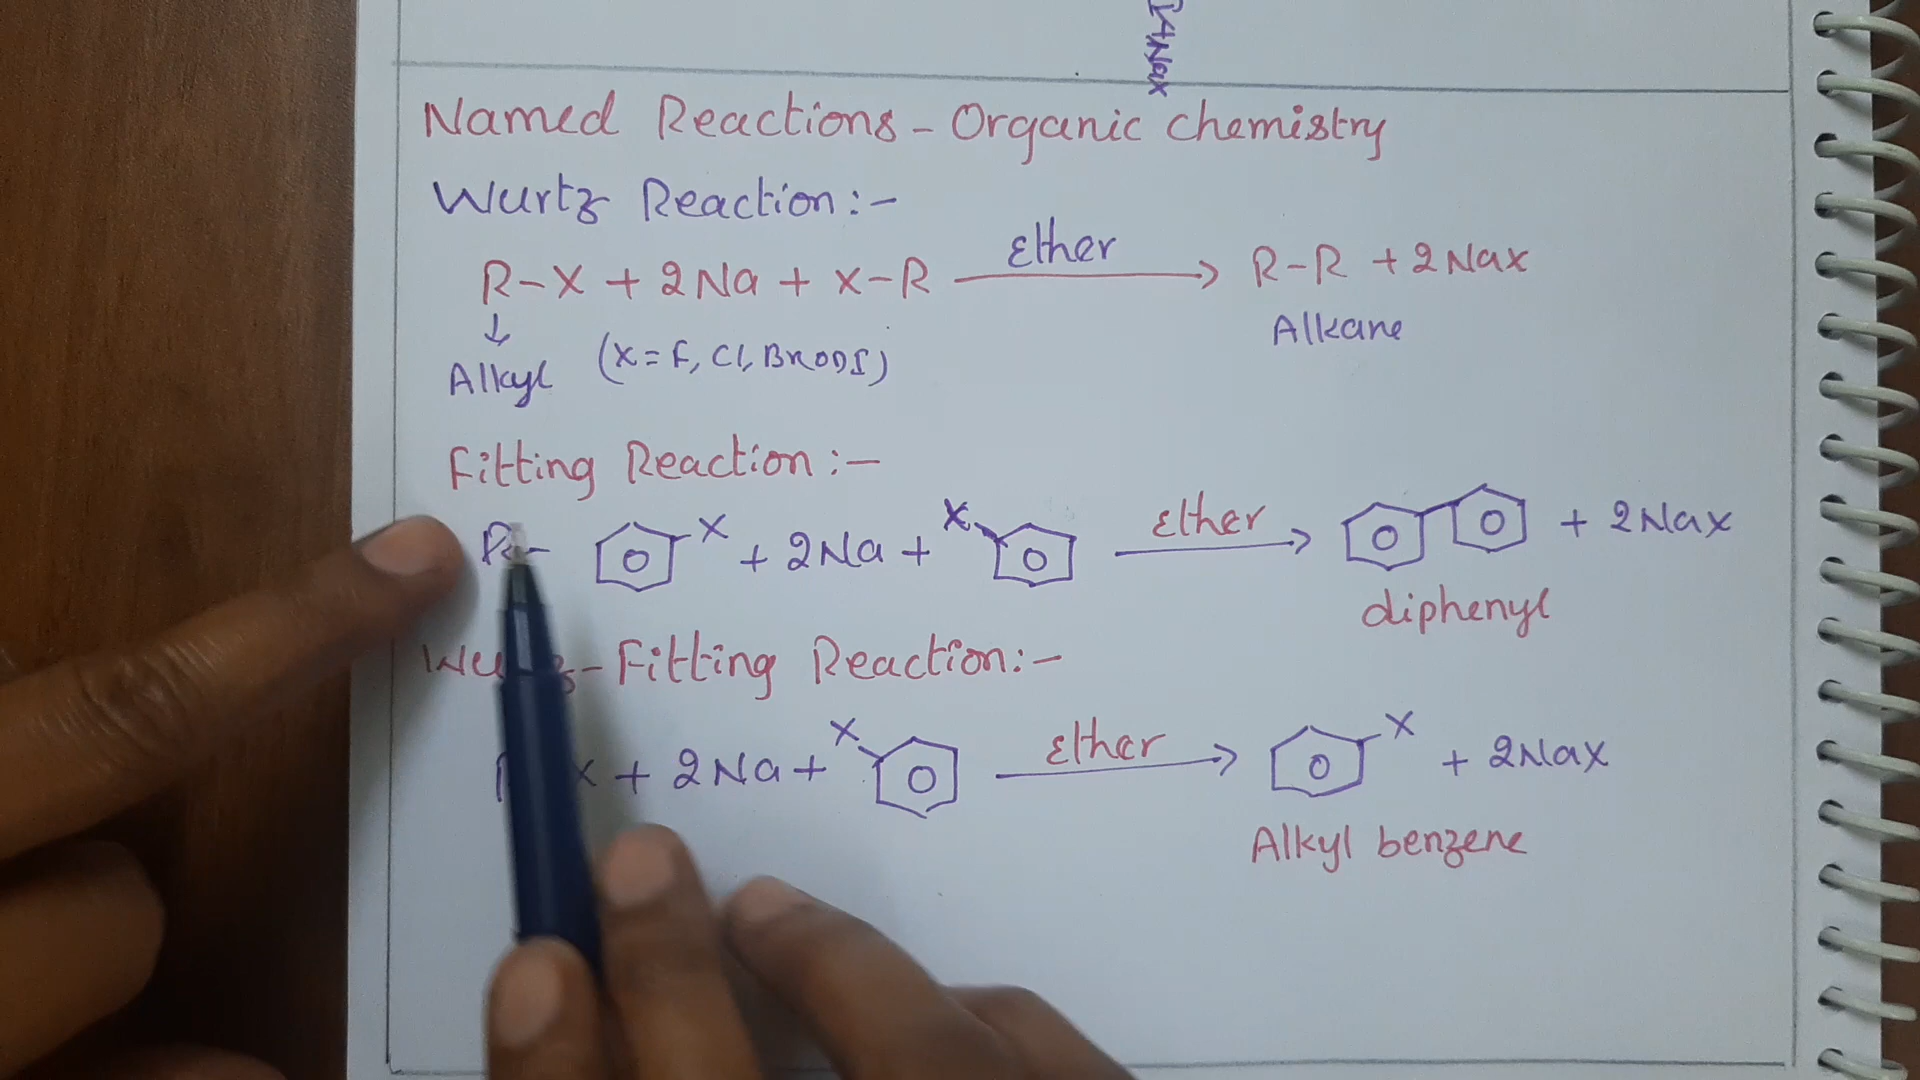 14Nax
Named Reactions - Organic chemistry
Wurtz Reaction :-
R-X + 2Na + X-R Ether → R-R + 2Nax
↓ Alkane
Alkyl (X = F, Cl, Br or I)
Fitting Reaction :-
R- X + 2Na + X Ether → + 2Nax
diphenyl
-Fitting Reaction :-
x + 2Na + X Ether → X + 2Nax
Alkyl benzene